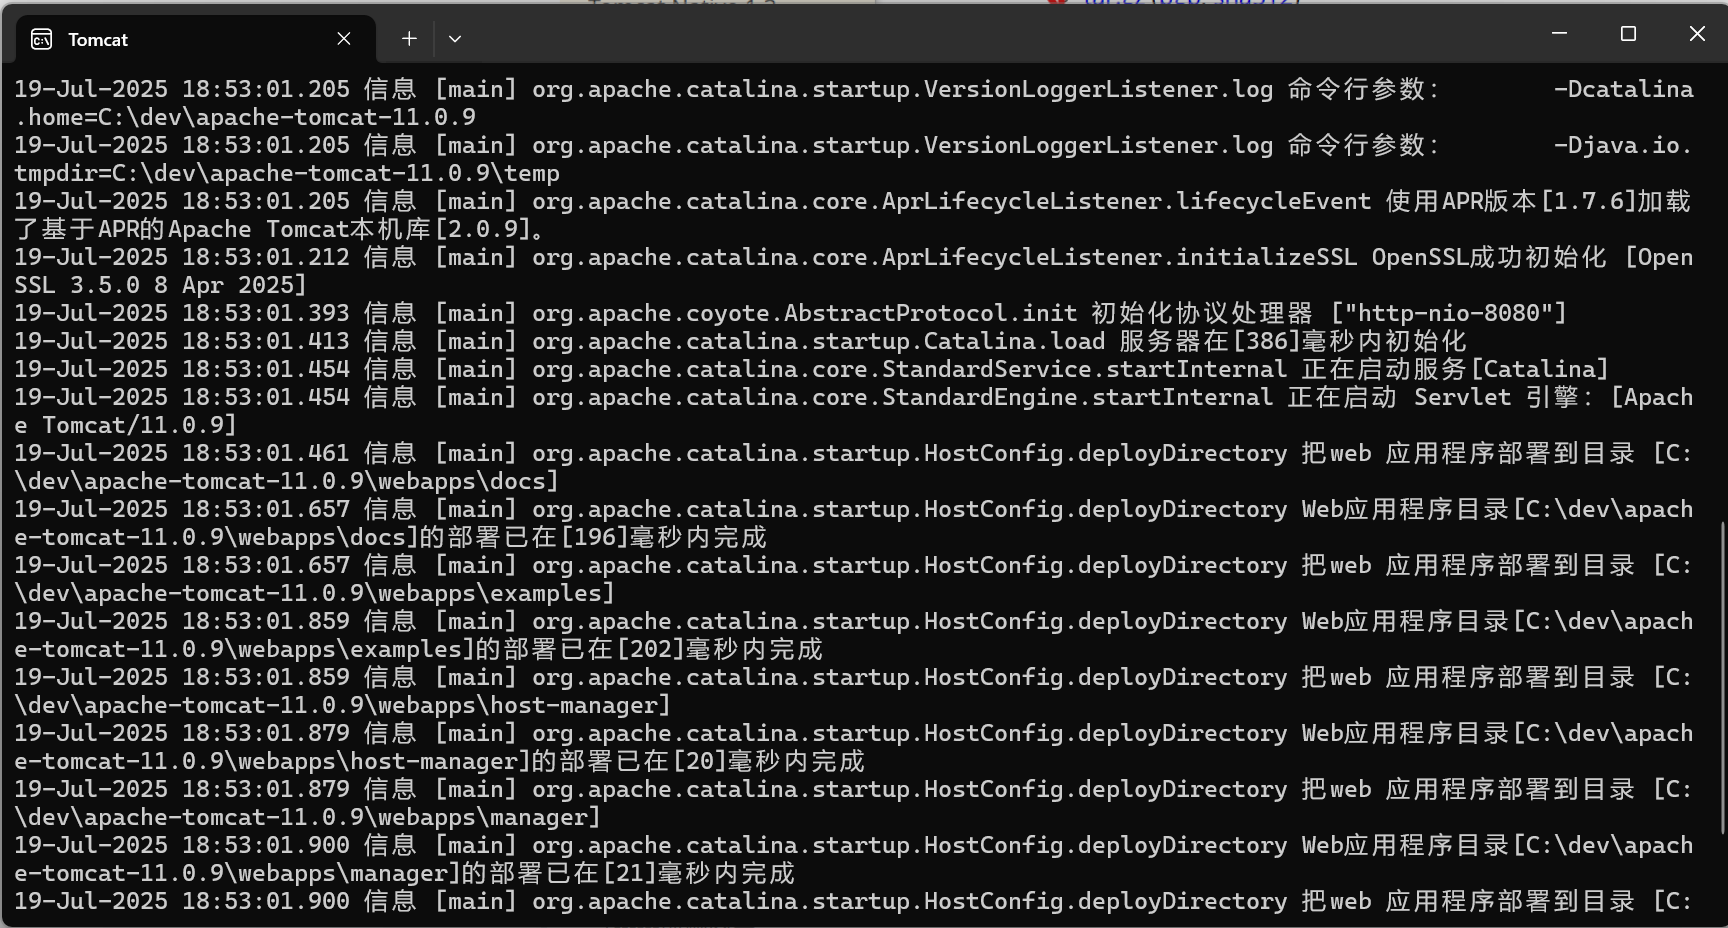 Tomcat
19-Jul-2025 18:53:01.205 信息 [main] org.apache.catalina.startup.VersionLoggerListener.log 命令行参数:        -Dcatalina
.home=C:\dev\apache-tomcat-11.0.9
19-Jul-2025 18:53:01.205 信息 [main] org.apache.catalina.startup.VersionLoggerListener.log 命令行参数:        -Djava.io.
tmpdir=C:\dev\apache-tomcat-11.0.9\temp
19-Jul-2025 18:53:01.205 信息 [main] org.apache.catalina.core.AprLifecycleListener.lifecycleEvent 使用APR版本[1.7.6]加载
了基于APR的Apache Tomcat本机库[2.0.9]。
19-Jul-2025 18:53:01.212 信息 [main] org.apache.catalina.core.AprLifecycleListener.initializeSSL OpenSSL成功初始化 [Open
SSL 3.5.0 8 Apr 2025]
19-Jul-2025 18:53:01.393 信息 [main] org.apache.coyote.AbstractProtocol.init 初始化协议处理器 ["http-nio-8080"]
19-Jul-2025 18:53:01.413 信息 [main] org.apache.catalina.startup.Catalina.load 服务器在[386]毫秒内初始化
19-Jul-2025 18:53:01.454 信息 [main] org.apache.catalina.core.StandardService.startInternal 正在启动服务[Catalina]
19-Jul-2025 18:53:01.454 信息 [main] org.apache.catalina.core.StandardEngine.startInternal 正在启动 Servlet 引擎: [Apach
e Tomcat/11.0.9]
19-Jul-2025 18:53:01.461 信息 [main] org.apache.catalina.startup.HostConfig.deployDirectory 把web 应用程序部署到目录 [C:
\dev\apache-tomcat-11.0.9\webapps\docs]
19-Jul-2025 18:53:01.657 信息 [main] org.apache.catalina.startup.HostConfig.deployDirectory Web应用程序目录[C:\dev\apach
e-tomcat-11.0.9\webapps\docs]的部署已在[196]毫秒内完成
19-Jul-2025 18:53:01.657 信息 [main] org.apache.catalina.startup.HostConfig.deployDirectory 把web 应用程序部署到目录 [C:
\dev\apache-tomcat-11.0.9\webapps\examples]
19-Jul-2025 18:53:01.859 信息 [main] org.apache.catalina.startup.HostConfig.deployDirectory Web应用程序目录[C:\dev\apach
e-tomcat-11.0.9\webapps\examples]的部署已在[202]毫秒内完成
19-Jul-2025 18:53:01.859 信息 [main] org.apache.catalina.startup.HostConfig.deployDirectory 把web 应用程序部署到目录 [C:
\dev\apache-tomcat-11.0.9\webapps\host-manager]
19-Jul-2025 18:53:01.879 信息 [main] org.apache.catalina.startup.HostConfig.deployDirectory Web应用程序目录[C:\dev\apach
e-tomcat-11.0.9\webapps\host-manager]的部署已在[20]毫秒内完成
19-Jul-2025 18:53:01.879 信息 [main] org.apache.catalina.startup.HostConfig.deployDirectory 把web 应用程序部署到目录 [C:
\dev\apache-tomcat-11.0.9\webapps\manager]
19-Jul-2025 18:53:01.900 信息 [main] org.apache.catalina.startup.HostConfig.deployDirectory Web应用程序目录[C:\dev\apach
e-tomcat-11.0.9\webapps\manager]的部署已在[21]毫秒内完成
19-Jul-2025 18:53:01.900 信息 [main] org.apache.catalina.startup.HostConfig.deployDirectory 把web 应用程序部署到目录 [C: